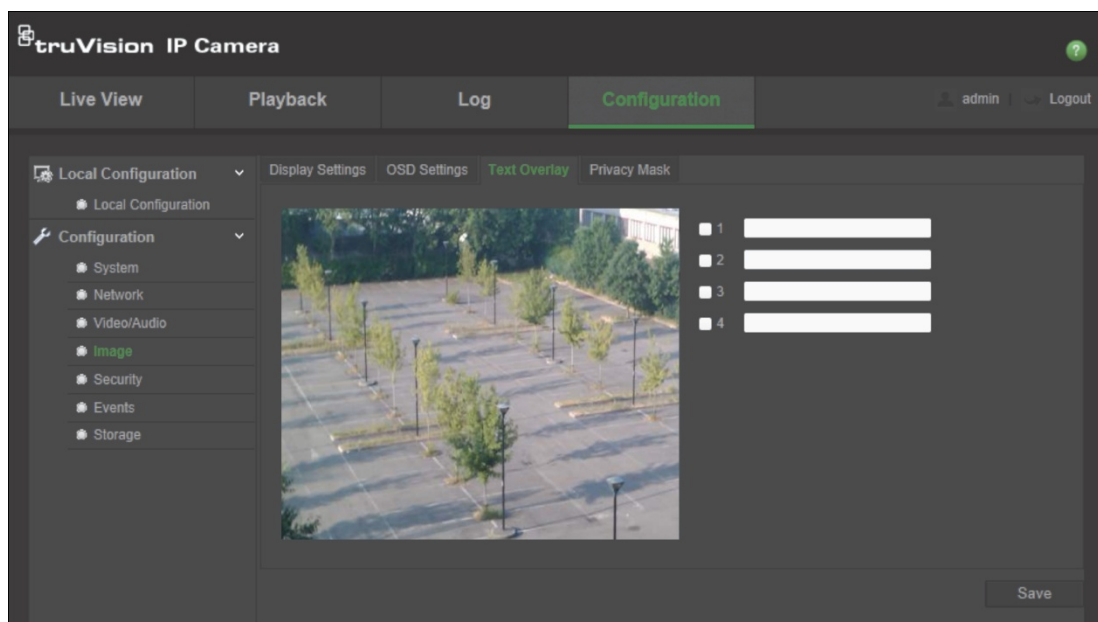 truVision IP Camera
?
Live View Playback Log Configuration admin | Logout
Local Configuration
Local Configuration
Configuration
System
Network
Video/Audio
Image
Security
Events
Storage
Display Settings OSD Settings Text Overlay Privacy Mask
1
2
3
4
Save